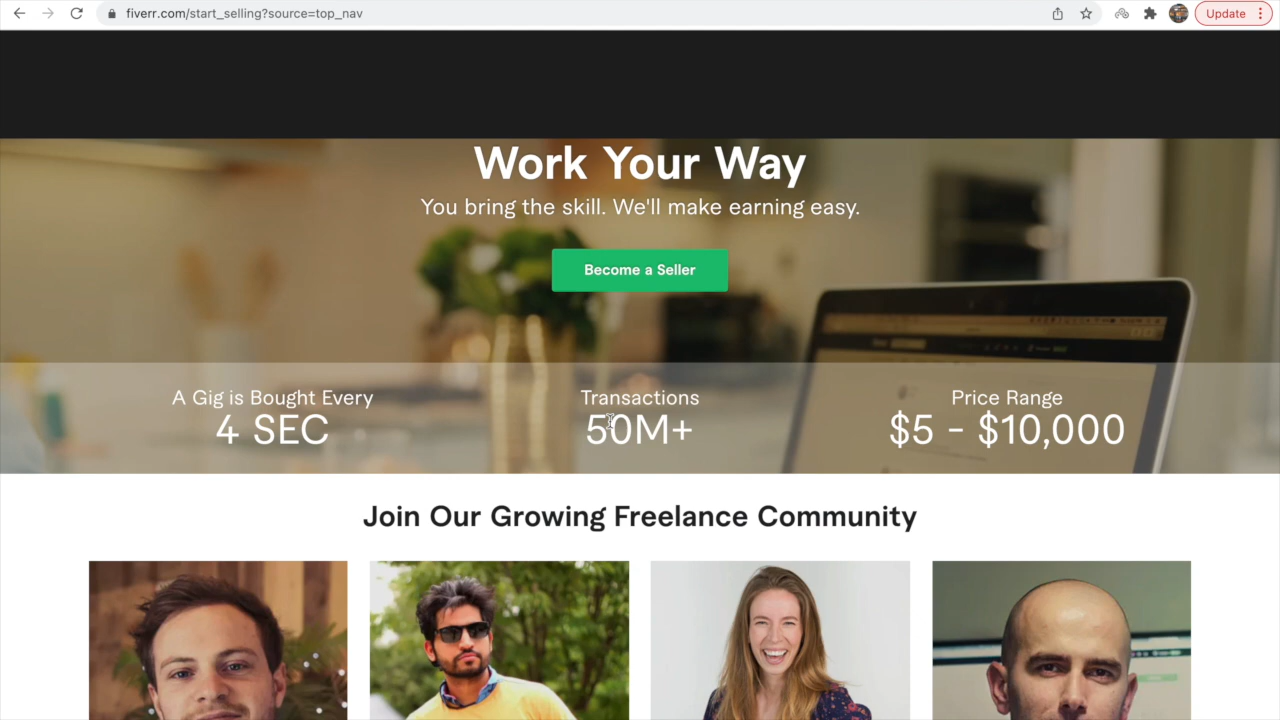 fiverr.com/start_selling?source=top_nav
Update
Work Your Way
You bring the skill. We'll make earning easy.
Become a Seller
A Gig is Bought Every
4 SEC
Transactions
50M+
Price Range
$5 - $10,000
Join Our Growing Freelance Community